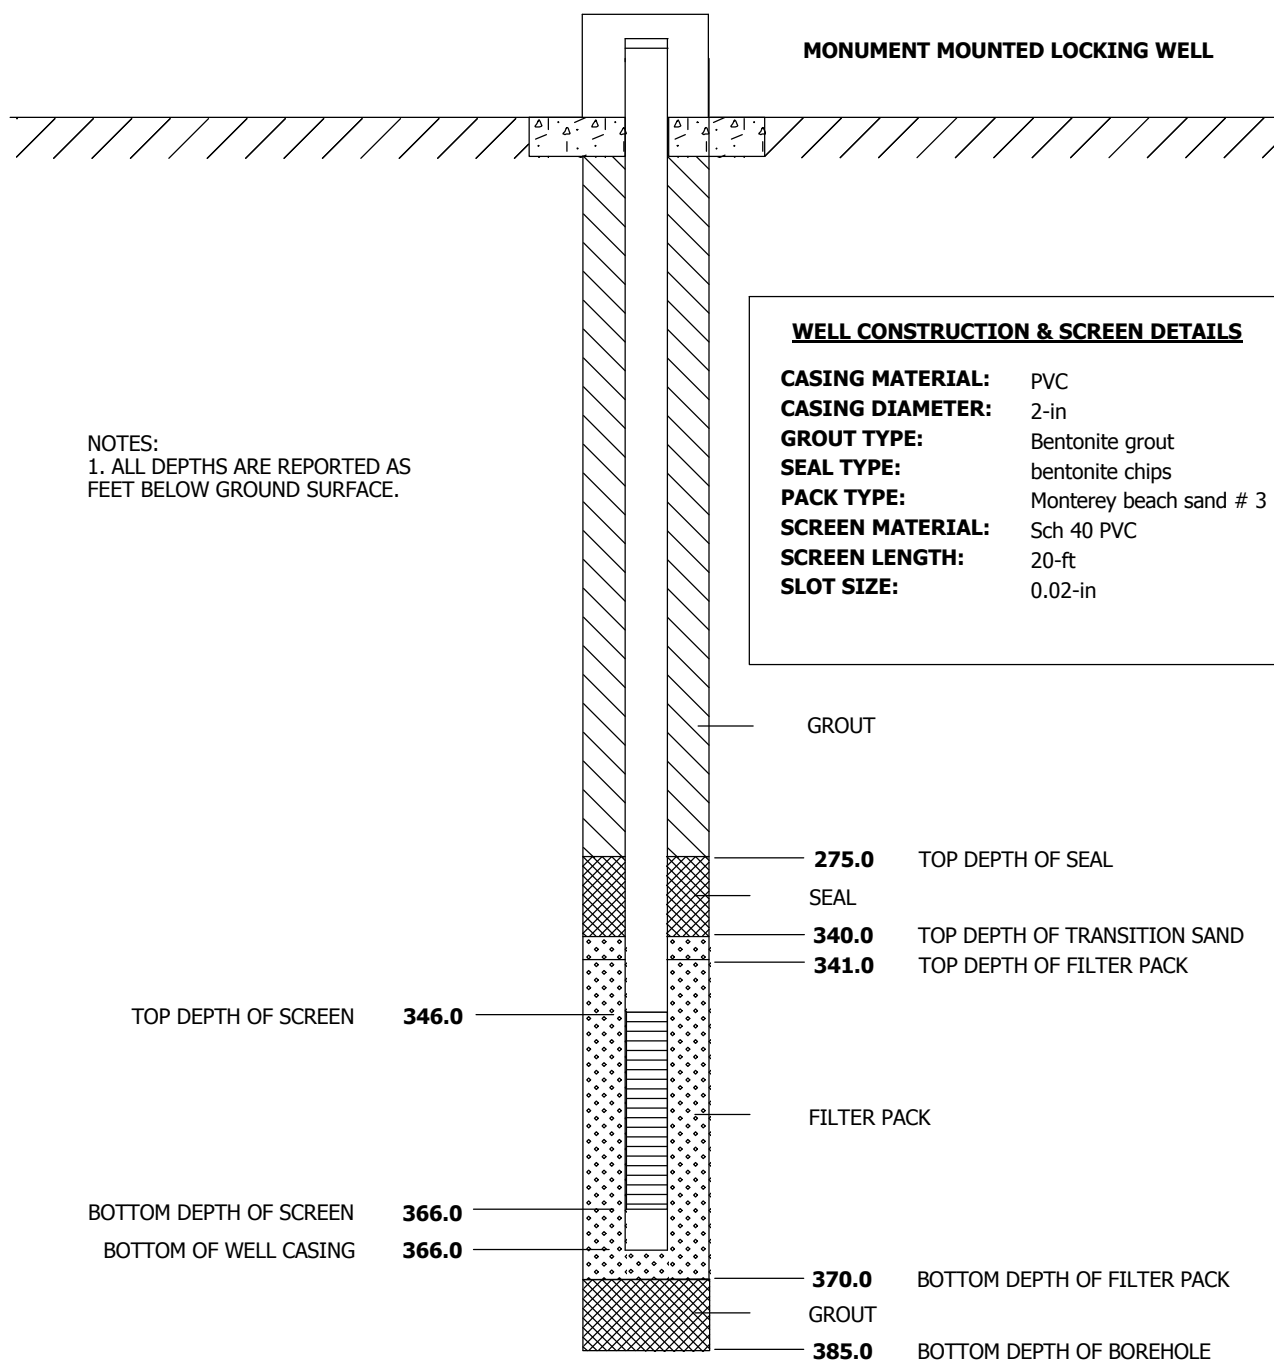 MONUMENT MOUNTED LOCKING WELL
WELL CONSTRUCTION & SCREEN DETAILS
CASING MATERIAL: PVC
CASING DIAMETER: 2-in
GROUT TYPE: Bentonite grout
SEAL TYPE: bentonite chips
PACK TYPE: Monterey beach sand # 3
SCREEN MATERIAL: Sch 40 PVC
SCREEN LENGTH: 20-ft
SLOT SIZE: 0.02-in
NOTES:
1. ALL DEPTHS ARE REPORTED AS
FEET BELOW GROUND SURFACE.
GROUT
275.0 TOP DEPTH OF SEAL
SEAL
340.0 TOP DEPTH OF TRANSITION SAND
341.0 TOP DEPTH OF FILTER PACK
TOP DEPTH OF SCREEN 346.0
FILTER PACK
BOTTOM DEPTH OF SCREEN 366.0
BOTTOM OF WELL CASING 366.0
370.0 BOTTOM DEPTH OF FILTER PACK
GROUT
385.0 BOTTOM DEPTH OF BOREHOLE